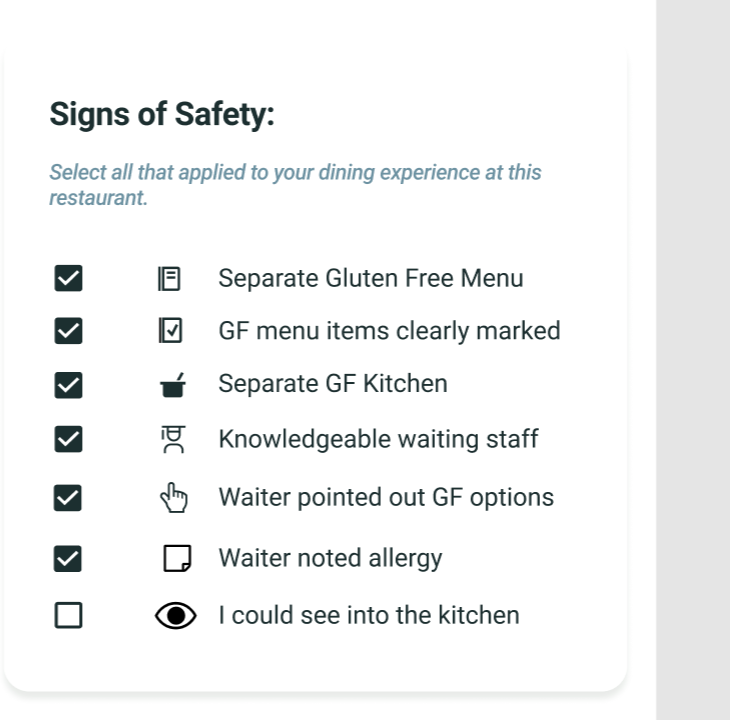 Signs of Safety:
Select all that applied to your dining experience at this
restaurant.
Separate Gluten Free Menu
GF menu items clearly marked
Separate GF Kitchen
Knowledgeable waiting staff
Waiter pointed out GF options
Waiter noted allergy
I could see into the kitchen